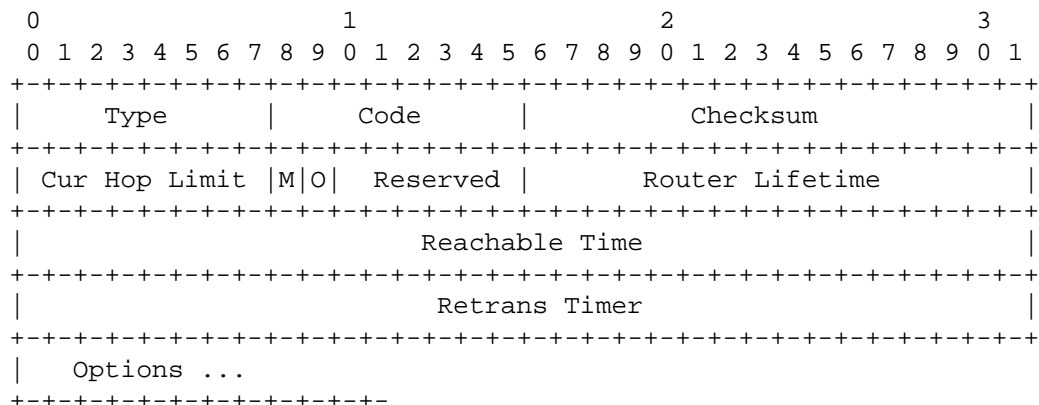 0                   1                   2                   3
 0 1 2 3 4 5 6 7 8 9 0 1 2 3 4 5 6 7 8 9 0 1 2 3 4 5 6 7 8 9 0 1
+-+-+-+-+-+-+-+-+-+-+-+-+-+-+-+-+-+-+-+-+-+-+-+-+-+-+-+-+-+-+-+-+
|     Type      |     Code      |          Checksum             |
+-+-+-+-+-+-+-+-+-+-+-+-+-+-+-+-+-+-+-+-+-+-+-+-+-+-+-+-+-+-+-+-+
| Cur Hop Limit |M|O|  Reserved |       Router Lifetime         |
+-+-+-+-+-+-+-+-+-+-+-+-+-+-+-+-+-+-+-+-+-+-+-+-+-+-+-+-+-+-+-+-+
|                         Reachable Time                        |
+-+-+-+-+-+-+-+-+-+-+-+-+-+-+-+-+-+-+-+-+-+-+-+-+-+-+-+-+-+-+-+-+
|                          Retrans Timer                        |
+-+-+-+-+-+-+-+-+-+-+-+-+-+-+-+-+-+-+-+-+-+-+-+-+-+-+-+-+-+-+-+-+
|   Options ...
+-+-+-+-+-+-+-+-+-+-+-+-